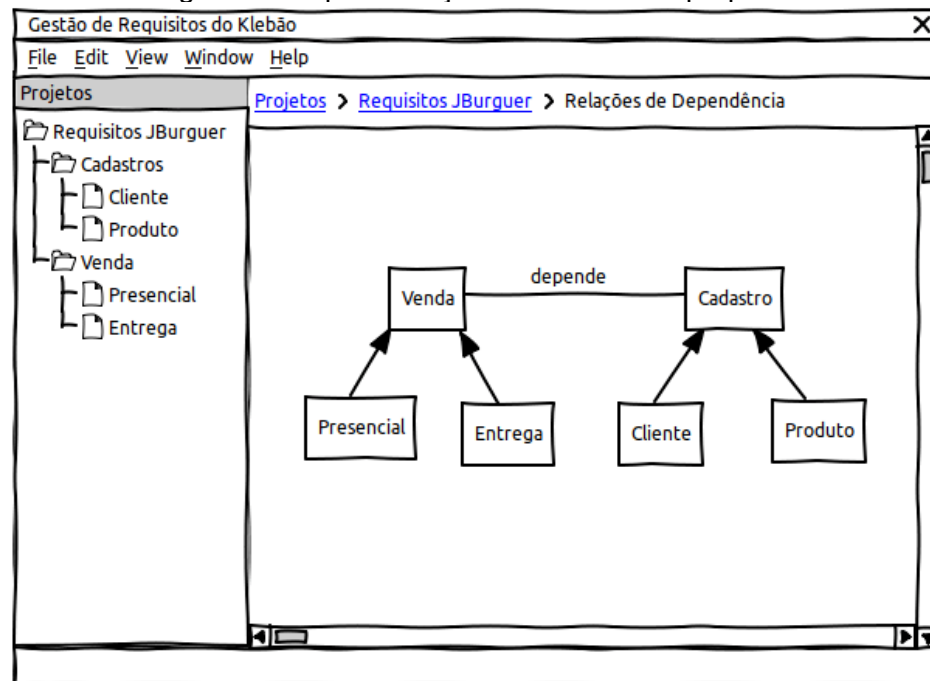 Gestão de Requisitos do Klebão
File Edit View Window Help
Projetos
Projetos > Requisitos JBurguer > Relações de Dependência
Requisitos JBurguer
Cadastros
Cliente
Produto
Venda
Presencial
Entrega
Venda
depende
Cadastro
Presencial
Entrega
Cliente
Produto